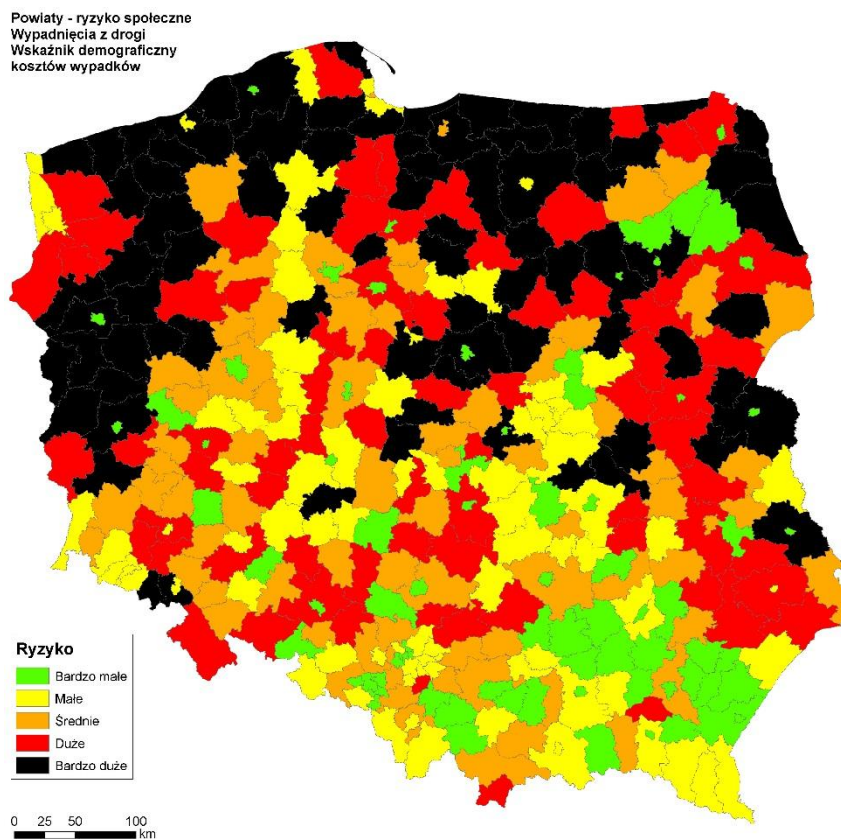 Powiaty - ryzyko społeczne
Wypadnięcia z drogi
Wskaźnik demograficzny
kosztów wypadków
Ryzyko
Bardzo małe
Małe
Średnie
Duże
Bardzo duże
0 25 50 100
km